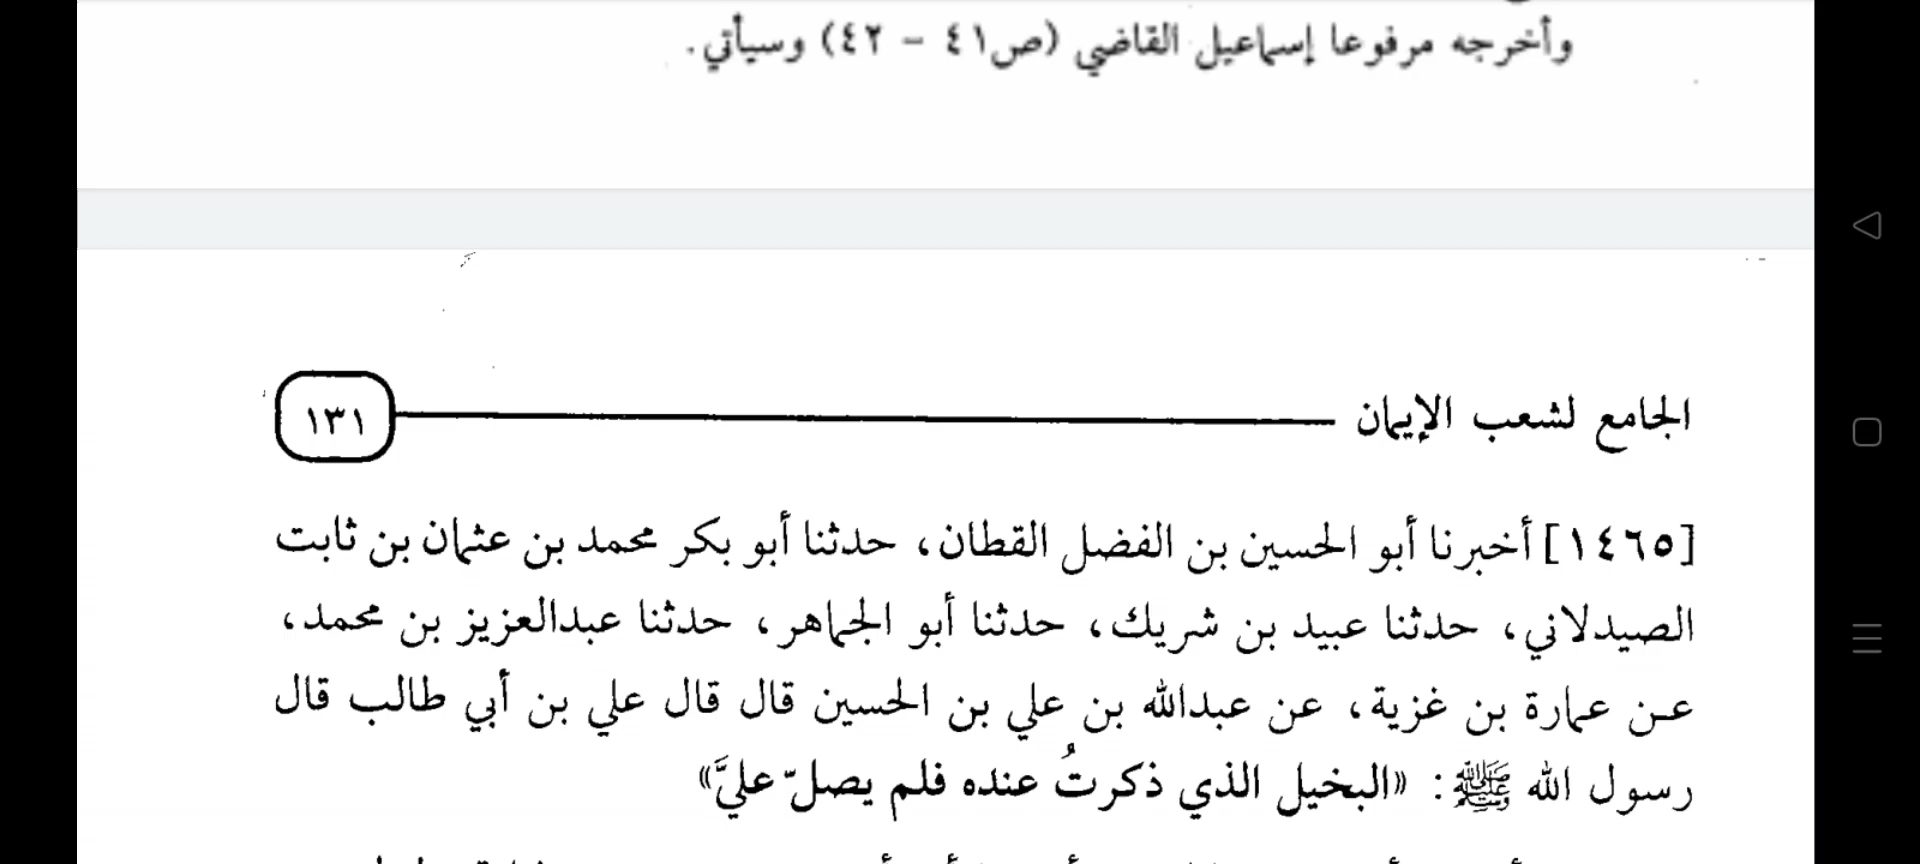 وأخرجه مرفوعا إسماعيل القاضي (ص٤١ - ٤٢) وسيأتي.
الجامع لشعب الإيمان ١٣١
[١٤٦٥] أخبرنا أبو الحسين بن الفضل القطان، حدثنا أبو بكر محمد بن عثمان بن ثابت
الصيدلاني، حدثنا عبيد بن شريك، حدثنا أبو الجماهر، حدثنا عبدالعزيز بن محمد،
عن عمارة بن غزية، عن عبدالله بن علي بن الحسين قال قال علي بن أبي طالب قال
رسول الله ﷺ: «البخيل الذي ذكرتُ عنده فلم يصلّ عليَّ»